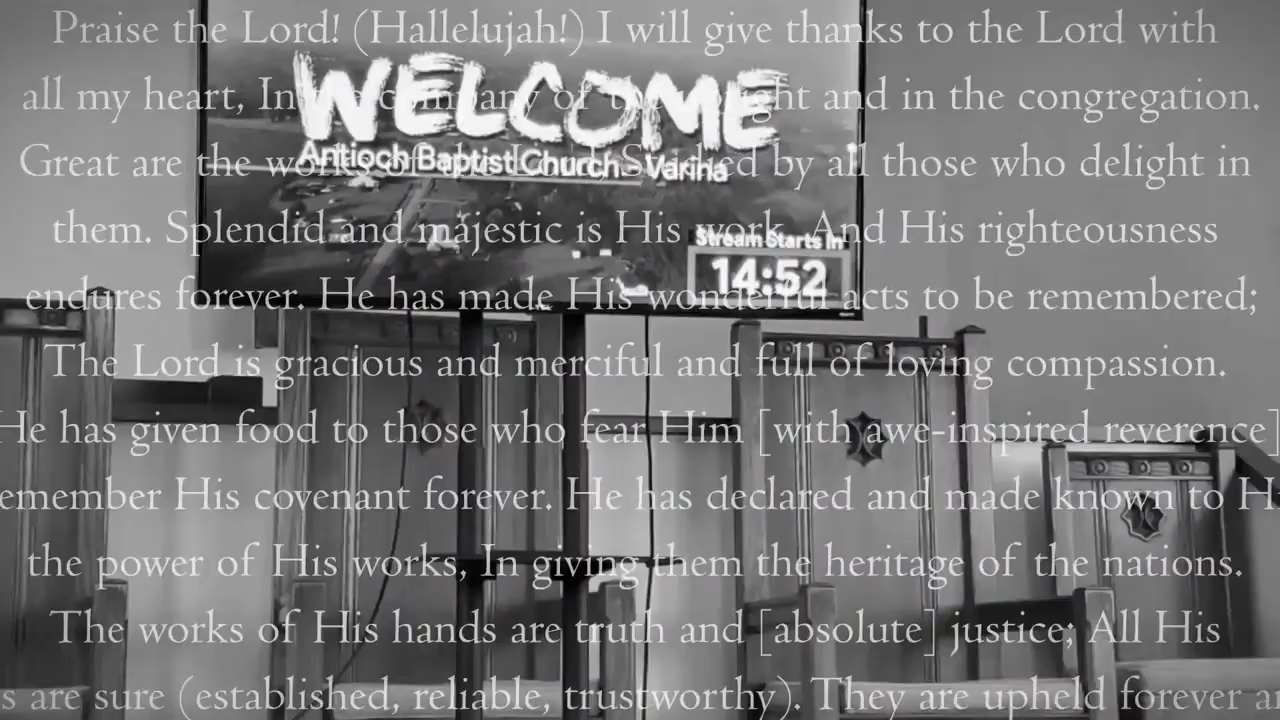 Praise the Lord! (Hallelujah!) I will give thanks to the Lord with
WELCOME
all my heart, In the company of the upright and in the congregation.
Antioch Baptist Church - Varina
Great are the works of the Lord, Studied by all those who delight in
them. Splendid and majestic is His work, And His righteousness
Stream Starts In
14:52
endures forever. He has made His wonderful acts to be remembered;
The Lord is gracious and merciful and full of loving compassion.
He has given food to those who fear Him [with awe-inspired reverence]
emember His covenant forever. He has declared and made known to H
the power of His works, In giving them the heritage of the nations.
The works of His hands are truth and [absolute] justice; All His
s are sure (established, reliable, trustworthy). They are upheld forever a